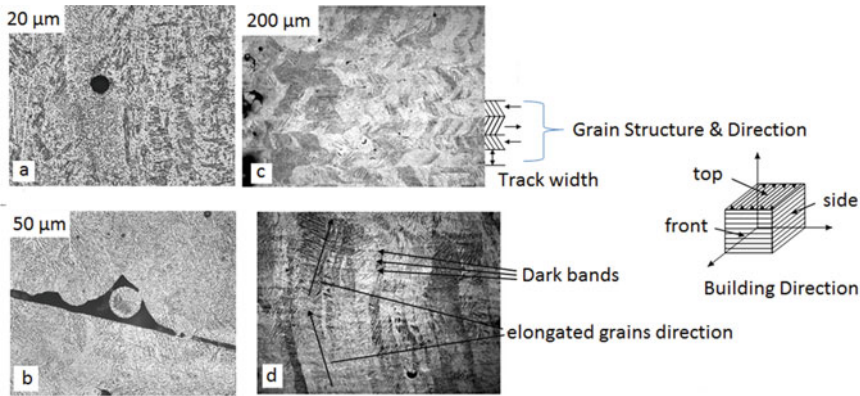 20 µm
a
200 µm
c
Grain Structure & Direction
Track width
top
side
front
Building Direction
50 µm
b
d
Dark bands
elongated grains direction